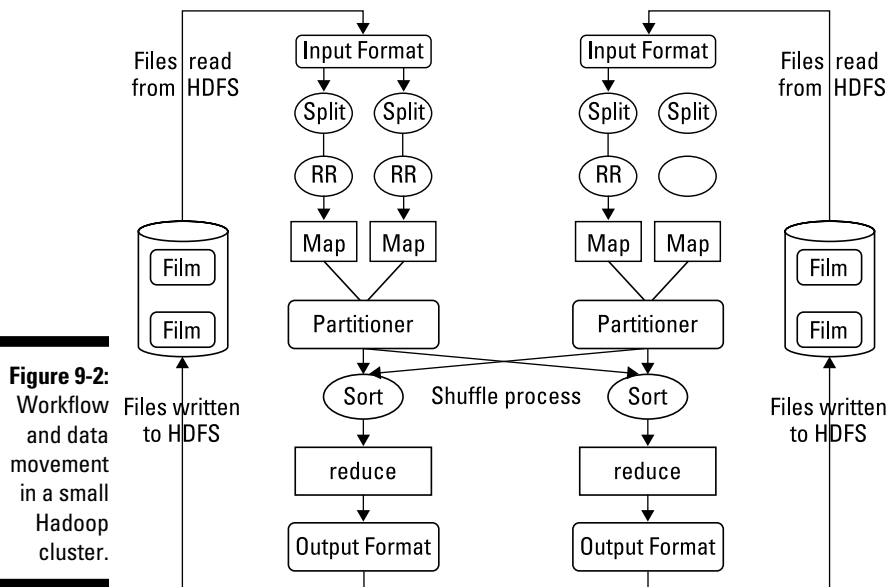 Input Format
Input Format
Files read
from HDFS
Files read
from HDFS
Split
Split
Split
Split
RR
RR
RR
Map
Map
Map
Map
Film
Film
Film
Film
Partitioner
Partitioner
Figure 9-2:
Workflow
and data
movement
in a small
Hadoop
cluster.
Files written
to HDFS
Sort
Shuffle process
Sort
Files written
to HDFS
reduce
reduce
Output Format
Output Format